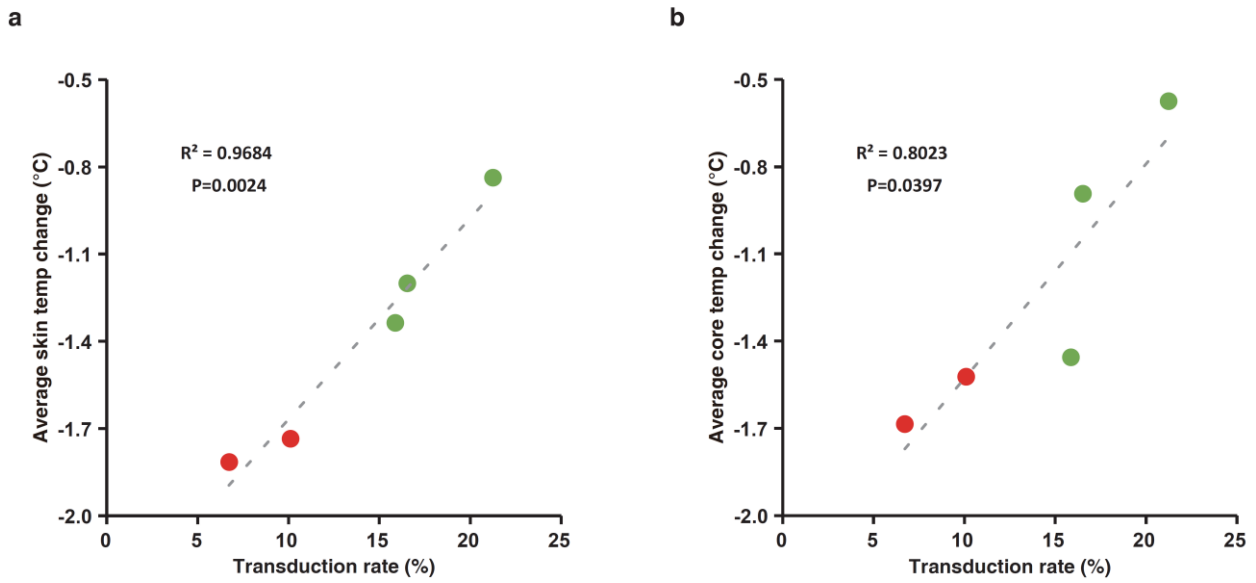 a
-0.5
-0.8
-1.1
-1.4
-1.7
-2.0
Average skin temp change (°C)
R² = 0.9684
P=0.0024
0 5 10 15 20 25
Transduction rate (%)
b
-0.5
-0.8
-1.1
-1.4
-1.7
-2.0
Average core temp change (°C)
R² = 0.8023
P=0.0397
0 5 10 15 20 25
Transduction rate (%)